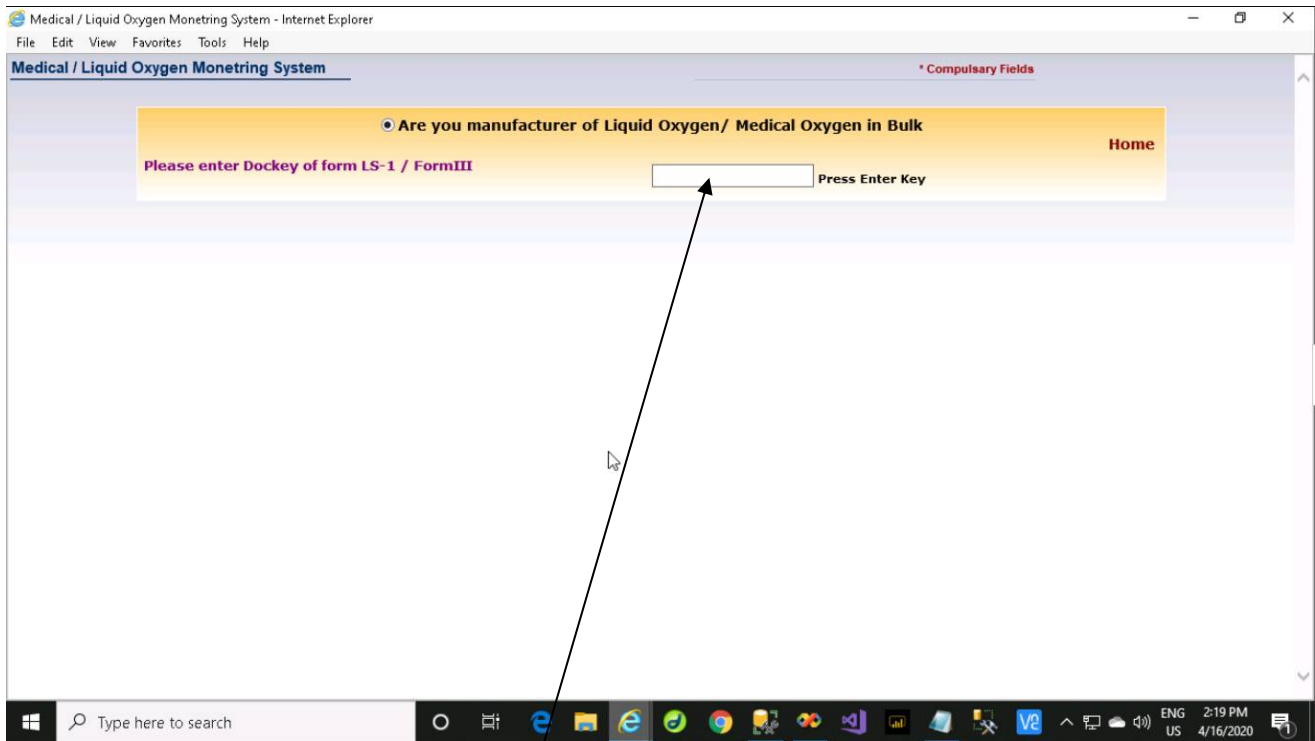 Medical / Liquid Oxygen Monetring System - Internet Explorer
File Edit View Favorites Tools Help
Medical / Liquid Oxygen Monetring System
* Compulsary Fields
Are you manufacturer of Liquid Oxygen/ Medical Oxygen in Bulk
Home
Please enter Dockey of form LS-1 / FormIII
Press Enter Key
Type here to search
ENG
US
2:19 PM
4/16/2020